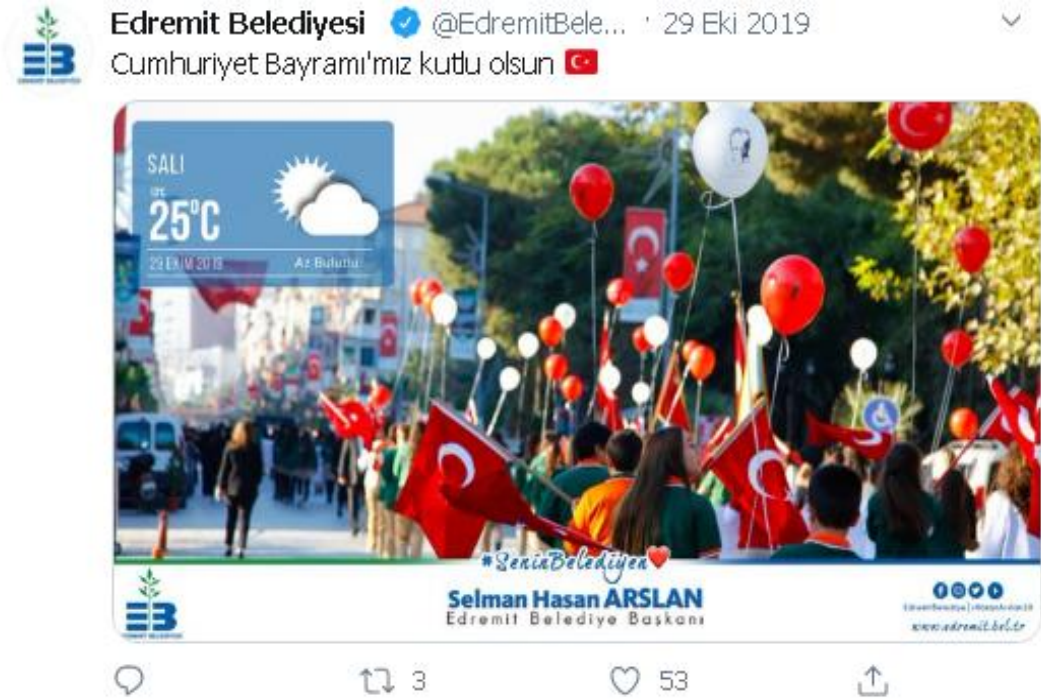 Edremit Belediyesi @EdremitBele... · 29 Eki 2019
Cumhuriyet Bayramı'mız kutlu olsun
SALI
25°C
29 EKİM 2019 Az Bulutlu
#SeninBelediyen
EB
Selman Hasan ARSLAN
Edremit Belediye Başkanı
www.edremit.bel.tr
3 53